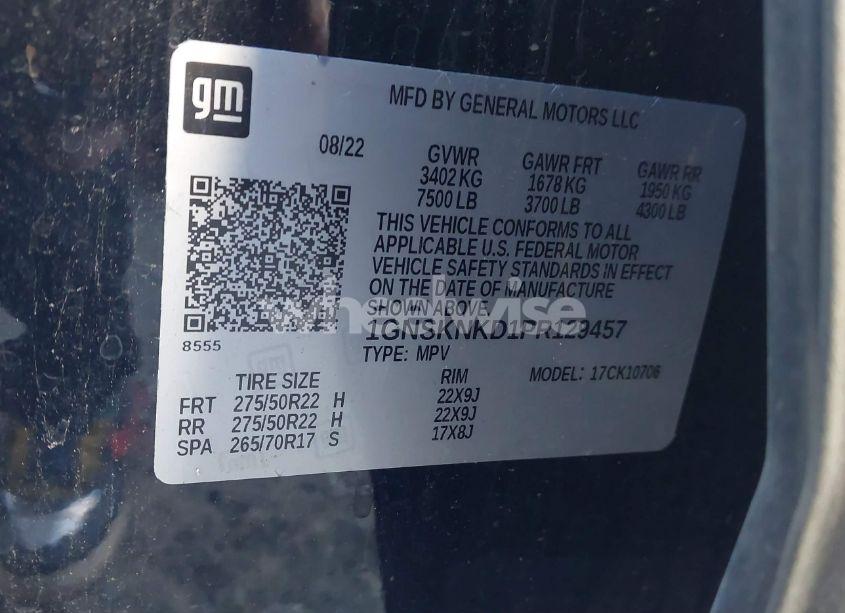 gm
MFD BY GENERAL MOTORS LLC
08/22
GVWR GAWR FRT GAWR RR
3402 KG 1678 KG 1950 KG
7500 LB 3700 LB 4300 LB
THIS VEHICLE CONFORMS TO ALL
APPLICABLE U.S. FEDERAL MOTOR
VEHICLE SAFETY STANDARDS IN EFFECT
ON THE DATE OF MANUFACTURE
SHOWN ABOVE.
1GNSKNKD1PR129457
8555
TYPE: MPV
MODEL: 17CK10706
TIRE SIZE RIM
FRT 275/50R22 H 22X9J
RR 275/50R22 H 22X9J
SPA 265/70R17 S 17X8J